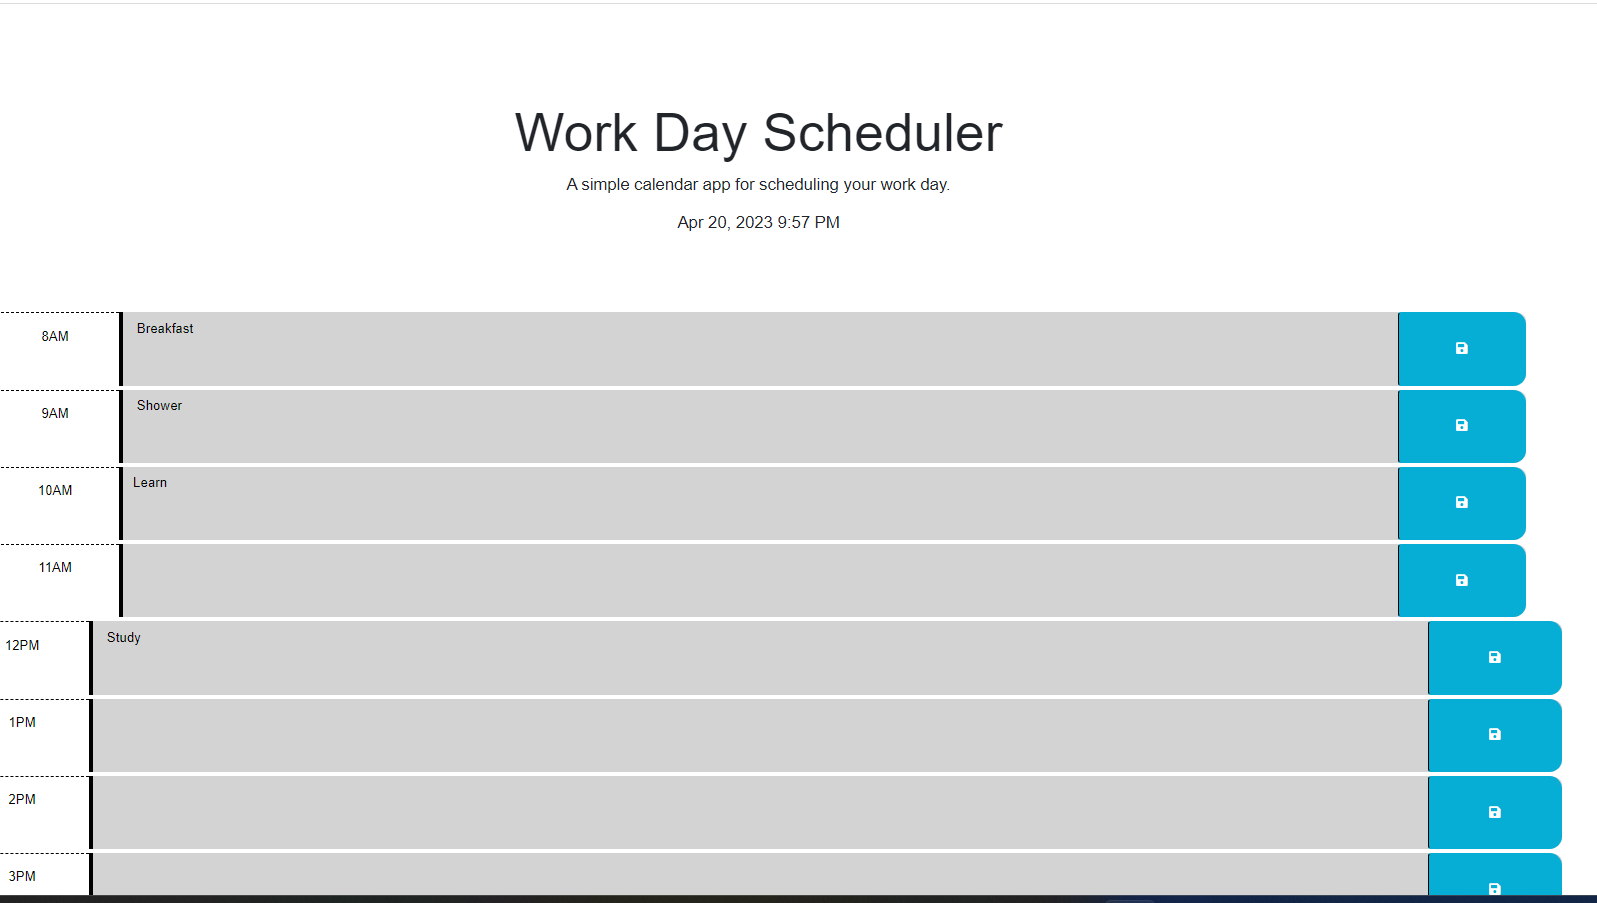 Work Day Scheduler
A simple calendar app for scheduling your work day.
Apr 20, 2023 9:57 PM
8AM Breakfast
9AM Shower
10AM Learn
11AM
12PM Study
1PM
2PM
3PM